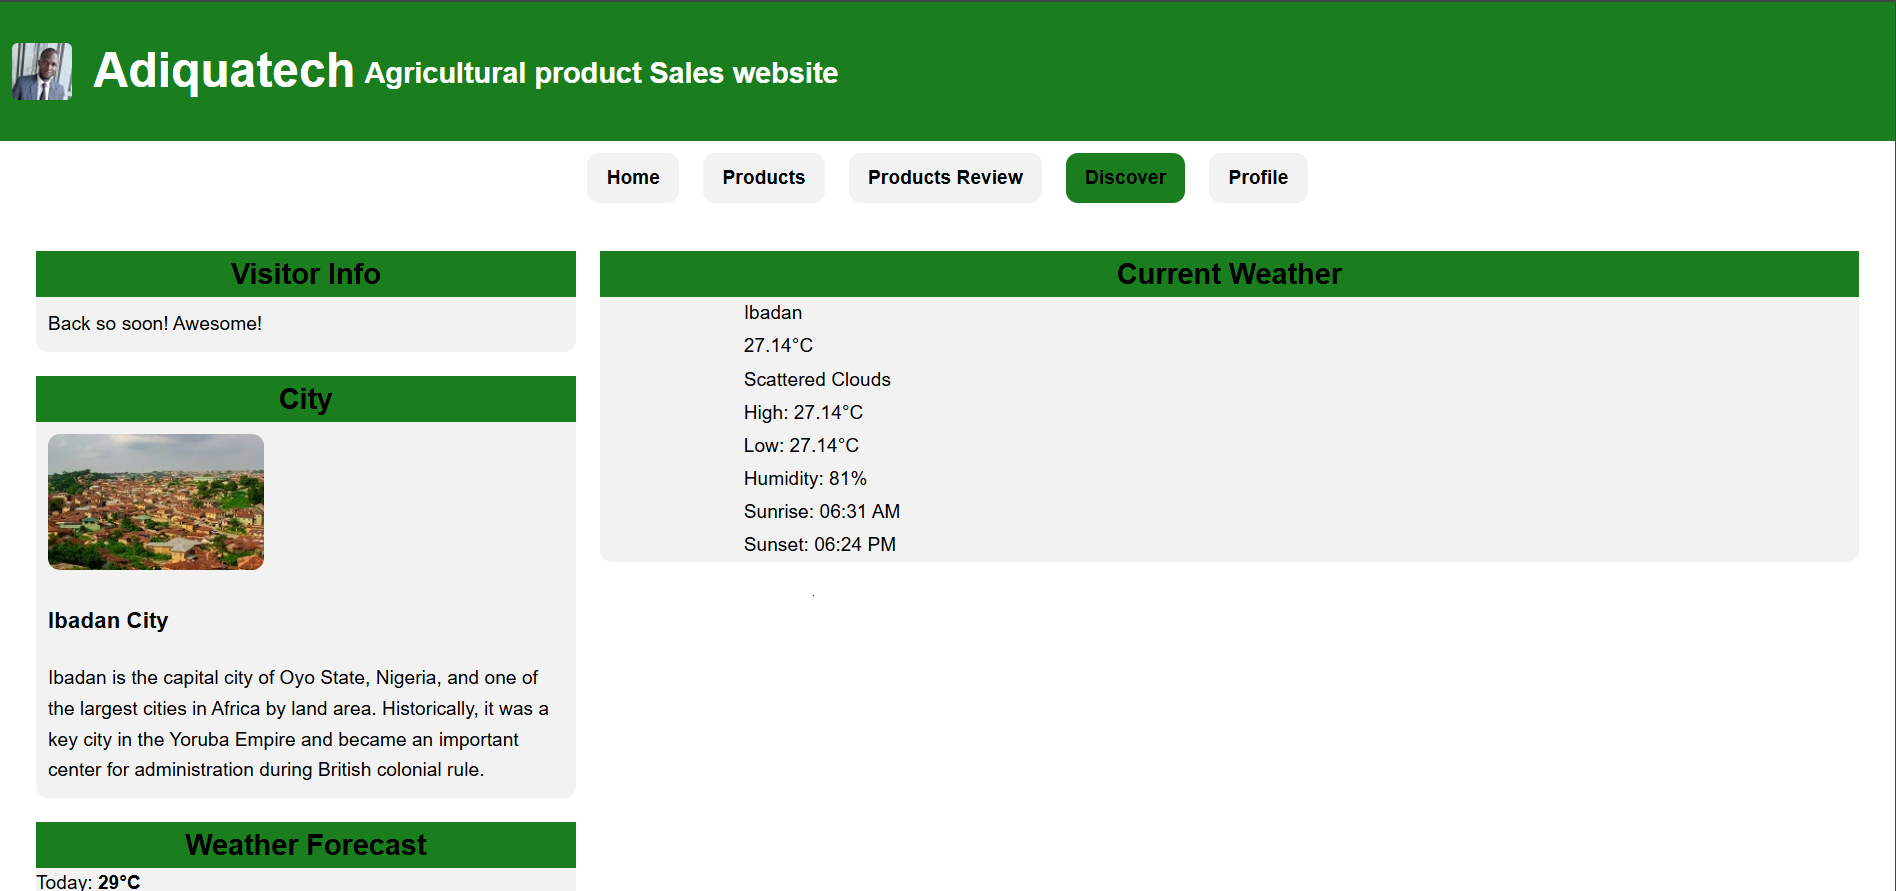 Adiquatech Agricultural product Sales website
Home Products Products Review Discover Profile
Visitor Info
Back so soon! Awesome!
City
Ibadan City
Ibadan is the capital city of Oyo State, Nigeria, and one of
the largest cities in Africa by land area. Historically, it was a
key city in the Yoruba Empire and became an important
center for administration during British colonial rule.
Weather Forecast
Today: 29°C
Current Weather
Ibadan
27.14°C
Scattered Clouds
High: 27.14°C
Low: 27.14°C
Humidity: 81%
Sunrise: 06:31 AM
Sunset: 06:24 PM